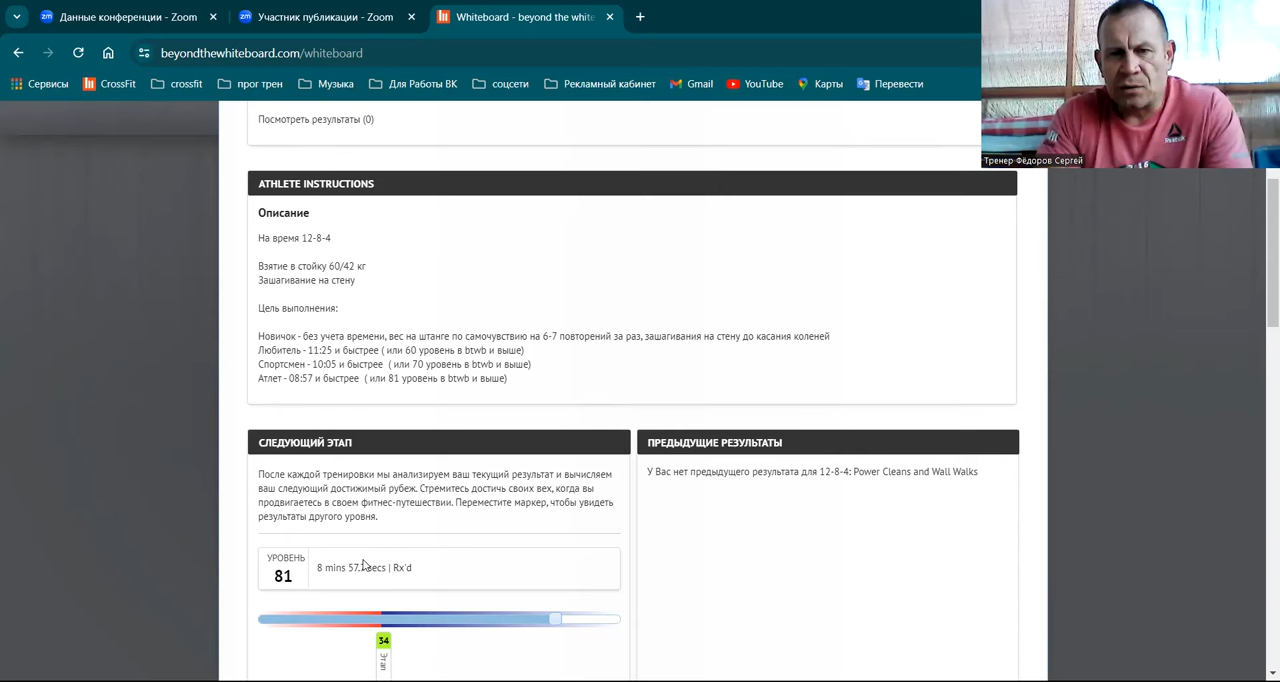 Данные конференции - Zoom
Участник публикации - Zoom
Whiteboard - beyond the white
beyondthewhiteboard.com/whiteboard
Сервисы
CrossFit
crossfit
прог трен
Музыка
Для Работы ВК
соцсети
Рекламный кабинет
Gmail
YouTube
Карты
Перевести
Тренер Фёдоров Сергей
Посмотреть результаты (0)
ATHLETE INSTRUCTIONS
Описание
На время 12-8-4
Взятие в стойку 60/42 кг
Зашагивание на стену
Цель выполнения:
Новичок - без учета времени, вес на штанге по самочувствию на 6-7 повторений за раз, зашагивания на стену до касания коленей
Любитель - 11:25 и быстрее ( или 60 уровень в btwb и выше)
Спортсмен - 10:05 и быстрее ( или 70 уровень в btwb и выше)
Атлет - 08:57 и быстрее ( или 81 уровень в btwb и выше)
СЛЕДУЮЩИЙ ЭТАП
После каждой тренировки мы анализируем ваш текущий результат и вычисляем
ваш следующий достижимый рубеж. Стремитесь достичь своих вех, когда вы
продвигаетесь в своем фитнес-путешествии. Переместите маркер, чтобы увидеть
результаты другого уровня.
УРОВЕНЬ
81
8 mins 57. secs | Rx'd
34
Этап
ПРЕДЫДУЩИЕ РЕЗУЛЬТАТЫ
У Вас нет предыдущего результата для 12-8-4: Power Cleans and Wall Walks